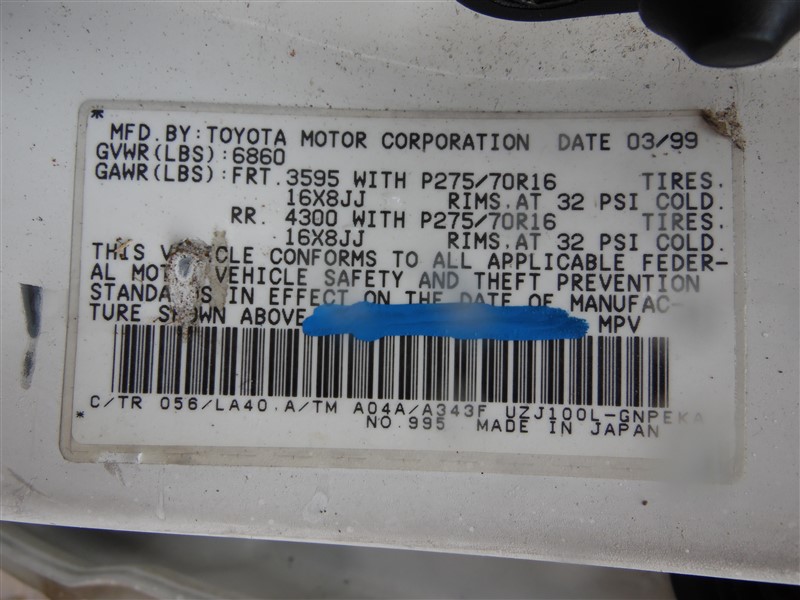 *
MFD.BY:TOYOTA MOTOR CORPORATION DATE 03/99
GVWR(LBS):6860
GAWR(LBS):FRT.3595 WITH P275/70R16 TIRES.
16X8JJ RIMS.AT 32 PSI COLD.
RR. 4300 WITH P275/70R16 TIRES.
16X8JJ RIMS.AT 32 PSI COLD.
THIS VEHICLE CONFORMS TO ALL APPLICABLE FEDER-
AL MOTOR VEHICLE SAFETY AND THEFT PREVENTION
STANDARDS IN EFFECT ON THE DATE OF MANUFAC-
TURE SHOWN ABOVE MPV
C/TR 056/LA40 A/TM A04A/A343F UZJ100L-GNPEKA
* NO.995 MADE IN JAPAN